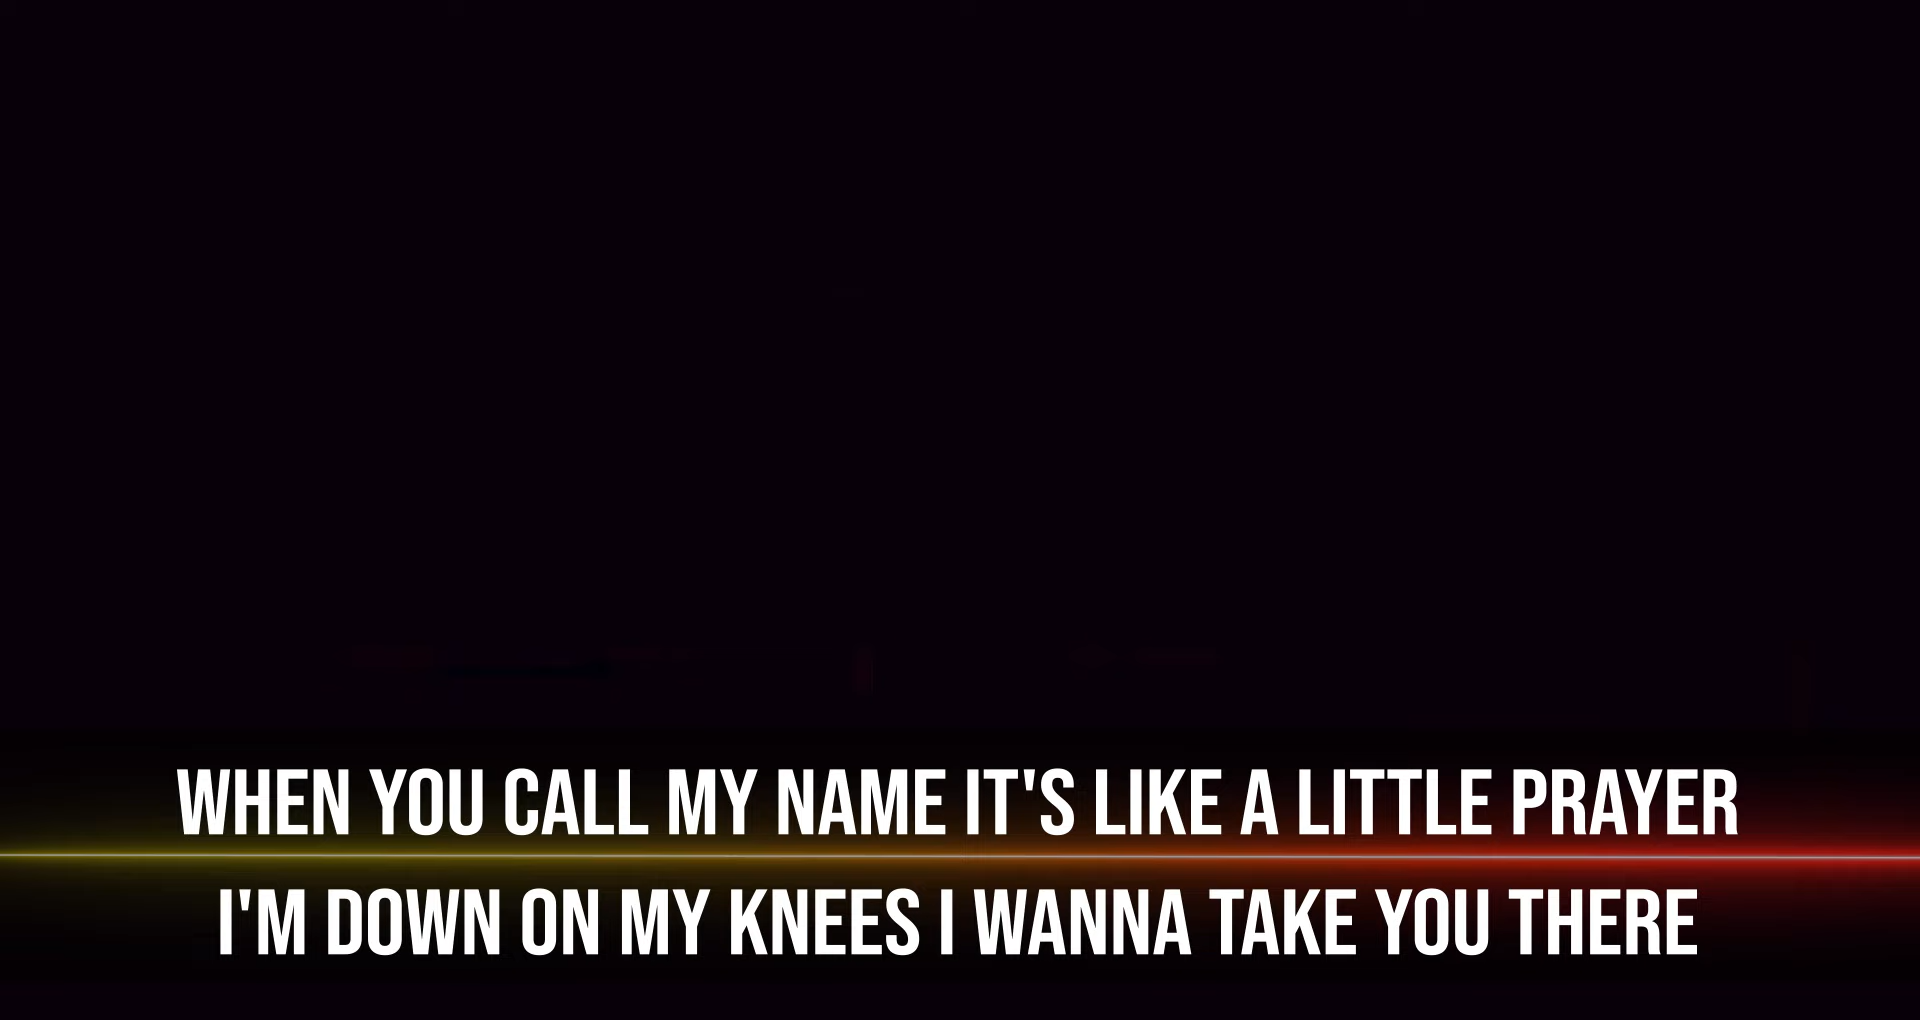 WHEN YOU CALL MY NAME IT'S LIKE A LITTLE PRAYER
I'M DOWN ON MY KNEES I WANNA TAKE YOU THERE